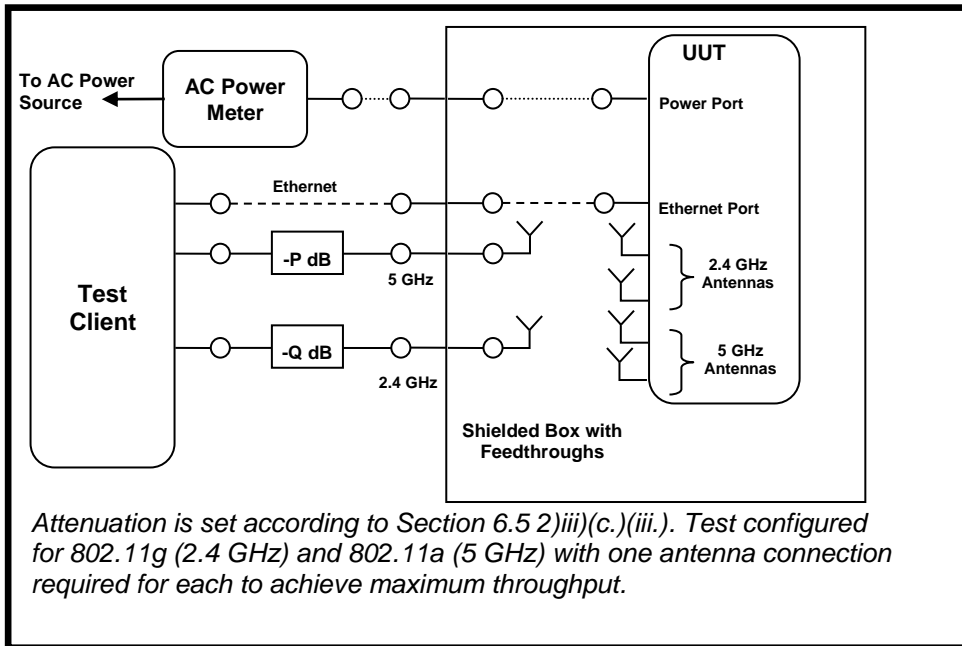 UUT
To AC Power
Source
AC Power
Meter
Power Port
Ethernet
Ethernet Port
-P dB
5 GHz
2.4 GHz
Antennas
Test
Client
-Q dB
2.4 GHz
5 GHz
Antennas
Shielded Box with
Feedthroughs
Attenuation is set according to Section 6.5 2)iii)(c.)(iii.). Test configured
for 802.11g (2.4 GHz) and 802.11a (5 GHz) with one antenna connection
required for each to achieve maximum throughput.